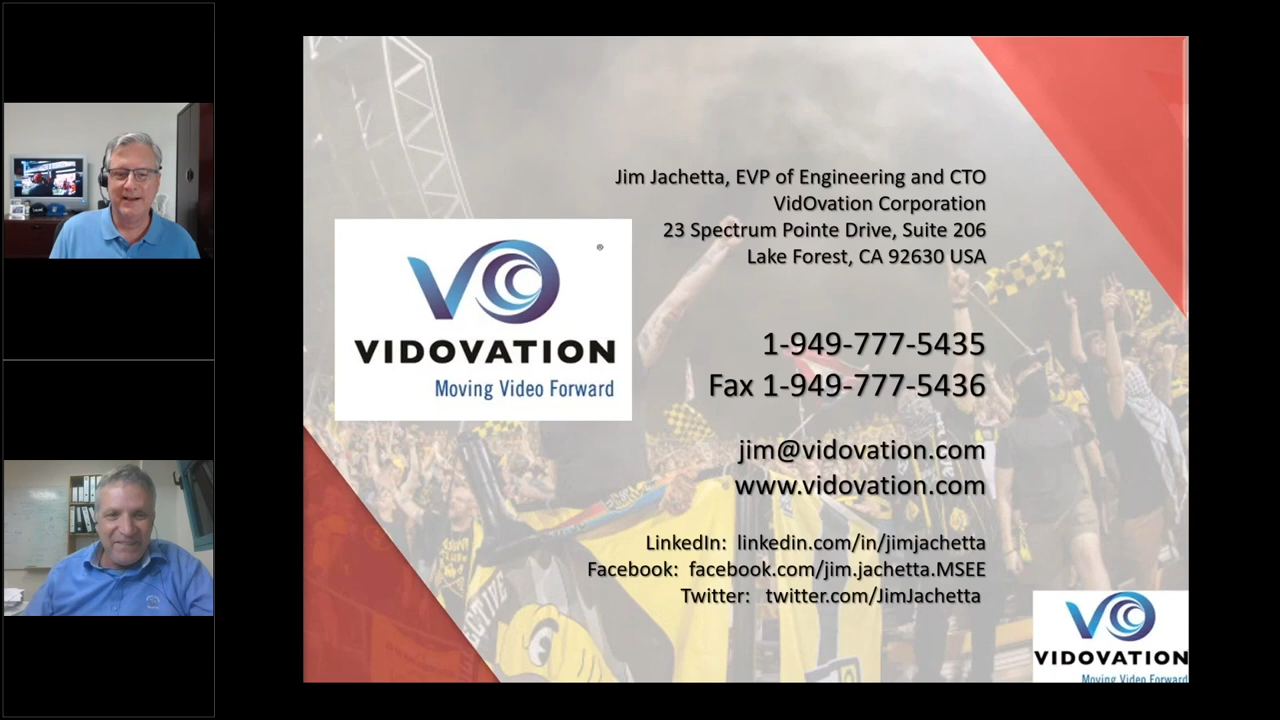 Jim Jachetta, EVP of Engineering and CTO
VidOvation Corporation
23 Spectrum Pointe Drive, Suite 206
Lake Forest, CA 92630 USA
VO
®
VIDOVATION
Moving Video Forward
1-949-777-5435
Fax 1-949-777-5436
jim@vidovation.com
www.vidovation.com
LinkedIn: linkedin.com/in/jimjachetta
Facebook: facebook.com/jim.jachetta.MSEE
Twitter: twitter.com/JimJachetta
VO
VIDOVATION
Moving Video Forward